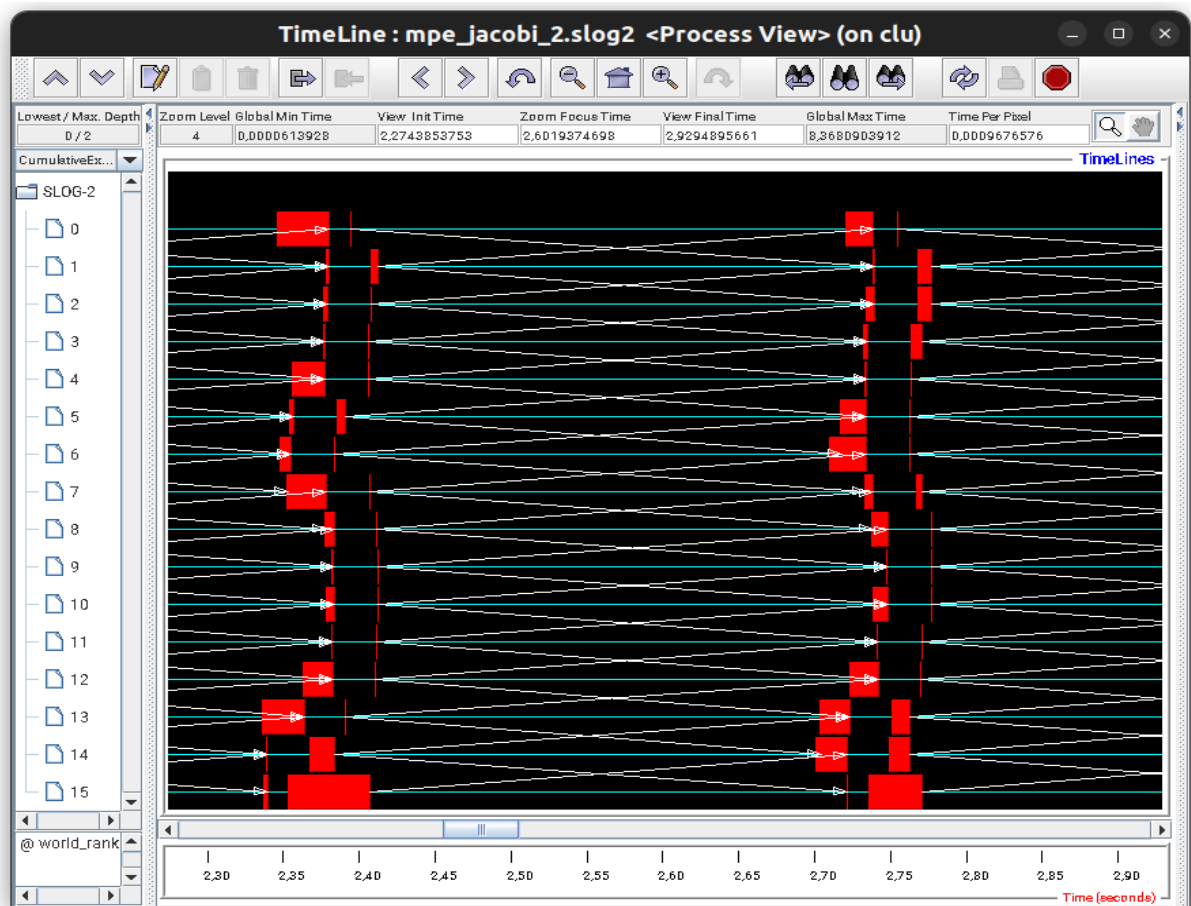 TimeLine : mpe_jacobi_2.slog2 <Process View> (on clu)
Lowest / Max. Depth Zoom Level Global Min Time View Init Time Zoom Focus Time View Final Time Global Max Time Time Per Pixel
0 / 2 4 0,0000613928 2,2743853753 2,6019374698 2,9294895661 8,3680903912 0,0009676576
CumulativeEx...
TimeLines
SLOG-2
0
1
2
3
4
5
6
7
8
9
10
11
12
13
14
15
@ world_rank
2,30 2,35 2,40 2,45 2,50 2,55 2,60 2,65 2,70 2,75 2,80 2,85 2,90
Time (seconds)